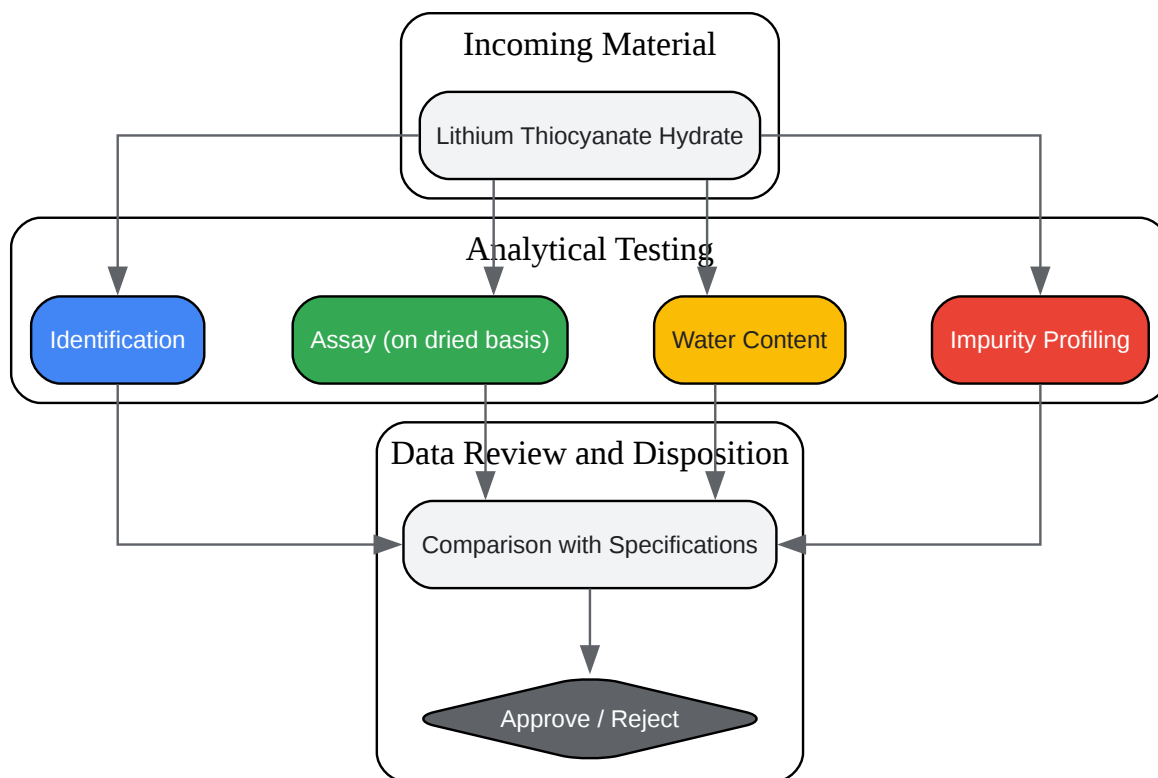 Incoming Material
Lithium Thiocyanate Hydrate
Analytical Testing
Identification
Assay (on dried basis)
Water Content
Impurity Profiling
Data Review and Disposition
Comparison with Specifications
Approve / Reject